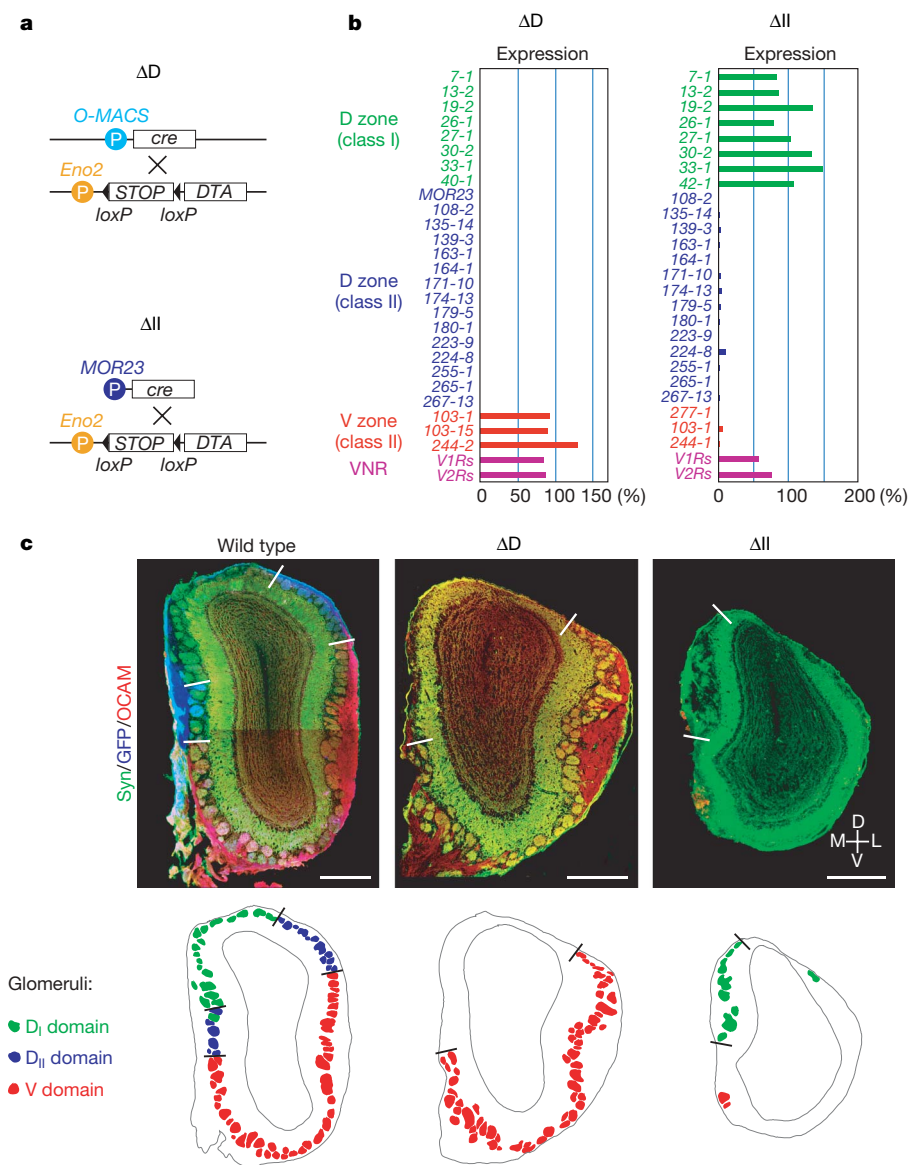 a
ΔD
O-MACS
P
cre
Eno2
P
STOP
DTA
loxP
loxP
ΔII
MOR23
P
cre
Eno2
P
STOP
DTA
loxP
loxP
b
ΔD
Expression
D zone
(class I)
D zone
(class II)
V zone
(class II)
VNR
7-1
13-2
19-2
26-1
27-1
30-2
33-1
40-1
MOR23
108-2
135-14
139-3
163-1
164-1
171-10
174-13
179-5
180-1
223-9
224-8
255-1
265-1
267-13
103-1
103-15
244-2
V1Rs
V2Rs
0 50 100 150 (%)
ΔII
Expression
7-1
13-2
19-2
26-1
27-1
30-2
33-1
42-1
108-2
135-14
139-3
163-1
164-1
171-10
174-13
179-5
180-1
223-9
224-8
255-1
265-1
267-13
277-1
103-1
244-1
V1Rs
V2Rs
0 100 200 (%)
c
Wild type
ΔD
ΔII
Syn/GFP/OCAM
D
M L
V
Glomeruli:
DI domain
DII domain
V domain